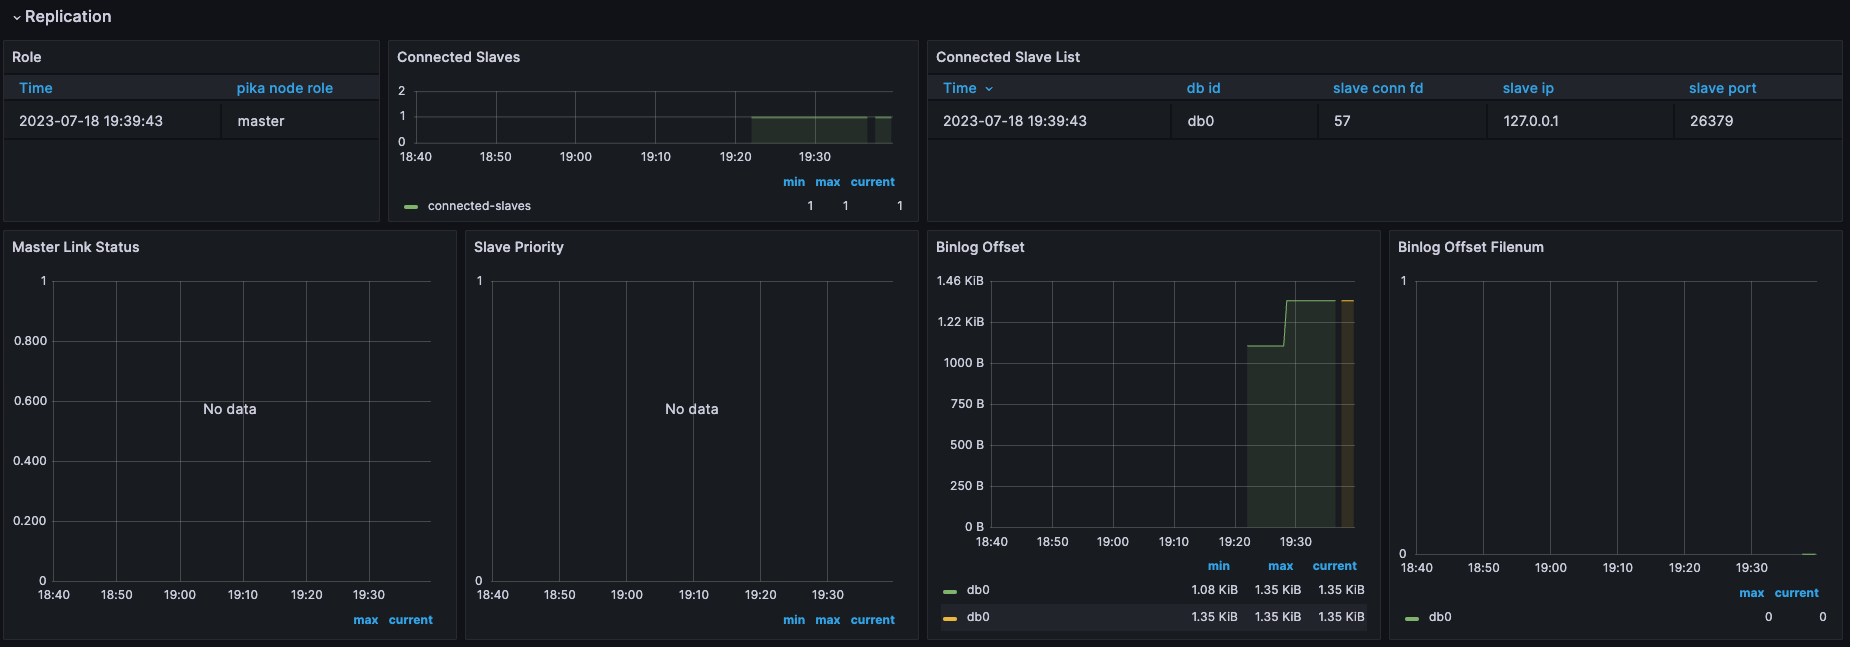 Replication
Role
Time pika node role
2023-07-18 19:39:43 master
Connected Slaves
2
1
0
18:40 18:50 19:00 19:10 19:20 19:30
min max current
connected-slaves 1 1 1
Connected Slave List
Time db id slave conn fd slave ip slave port
2023-07-18 19:39:43 db0 57 127.0.0.1 26379
Master Link Status
1
0.800
0.600
0.400
0.200
0
No data
18:40 18:50 19:00 19:10 19:20 19:30
max current
Slave Priority
1
No data
0
18:40 18:50 19:00 19:10 19:20 19:30
min max current
Binlog Offset
1.46 KiB
1.22 KiB
1000 B
750 B
500 B
250 B
0 B
18:40 18:50 19:00 19:10 19:20 19:30
min max current
db0 1.08 KiB 1.35 KiB 1.35 KiB
db0 1.35 KiB 1.35 KiB 1.35 KiB
Binlog Offset Filenum
1
0
18:40 18:50 19:00 19:10 19:20 19:30
max current
db0 0 0